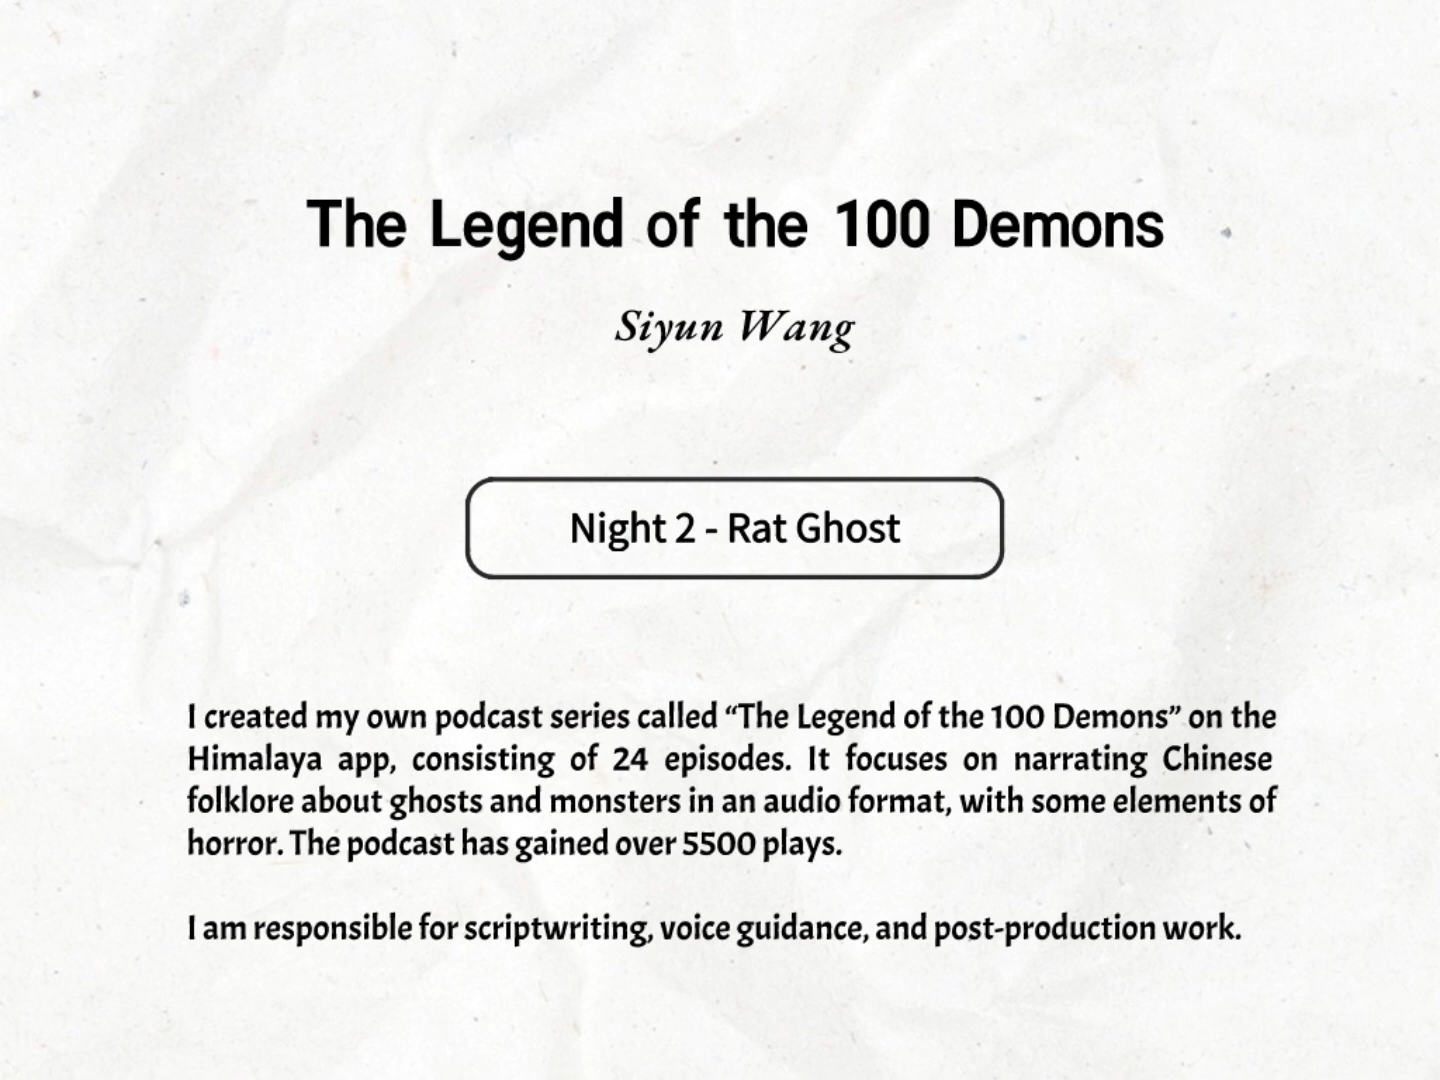 The Legend of the 100 Demons
Siyun Wang
Night 2 - Rat Ghost
I created my own podcast series called “The Legend of the 100 Demons” on the
Himalaya app, consisting of 24 episodes. It focuses on narrating Chinese
folklore about ghosts and monsters in an audio format, with some elements of
horror. The podcast has gained over 5500 plays.
I am responsible for scriptwriting, voice guidance, and post-production work.